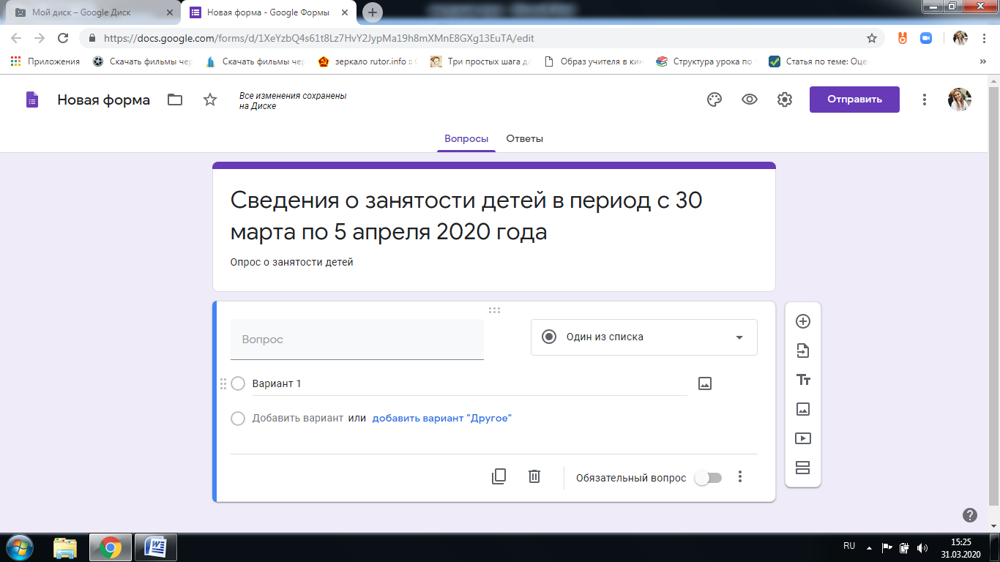 Мой диск – Google Диск
Новая форма - Google Формы
https://docs.google.com/forms/d/1XeYzbQ4s61t8Lz7HvY2JypMa19h8mXMnE8GXg13EuTA/edit
Приложения
Скачать фильмы чер
Скачать фильмы чер
зеркало rutor.info ::
Три простых шага дл
Образ учителя в кин
Структура урока по
Статья по теме: Оце
»
Новая форма
Все изменения сохранены
на Диске
Отправить
Вопросы
Ответы
Сведения о занятости детей в период с 30
марта по 5 апреля 2020 года
Опрос о занятости детей
Вопрос
Один из списка
Вариант 1
Добавить вариант или добавить вариант "Другое"
Обязательный вопрос
RU
15:25
31.03.2020